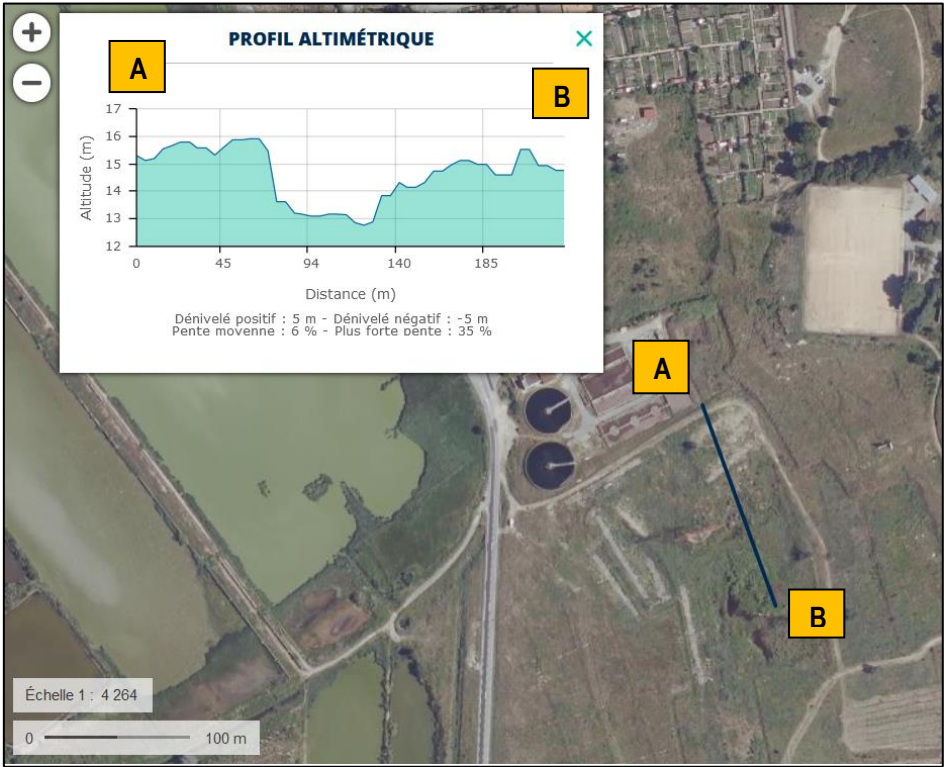 +
−
PROFIL ALTIMÉTRIQUE
A
B
17
16
15
14
13
12
Altitude (m)
0 45 94 140 185
Distance (m)
Dénivelé positif : 5 m - Dénivelé négatif : -5 m
Pente moyenne : 6 % - Plus forte pente : 35 %
A
B
Échelle 1 : 4 264
0 100 m